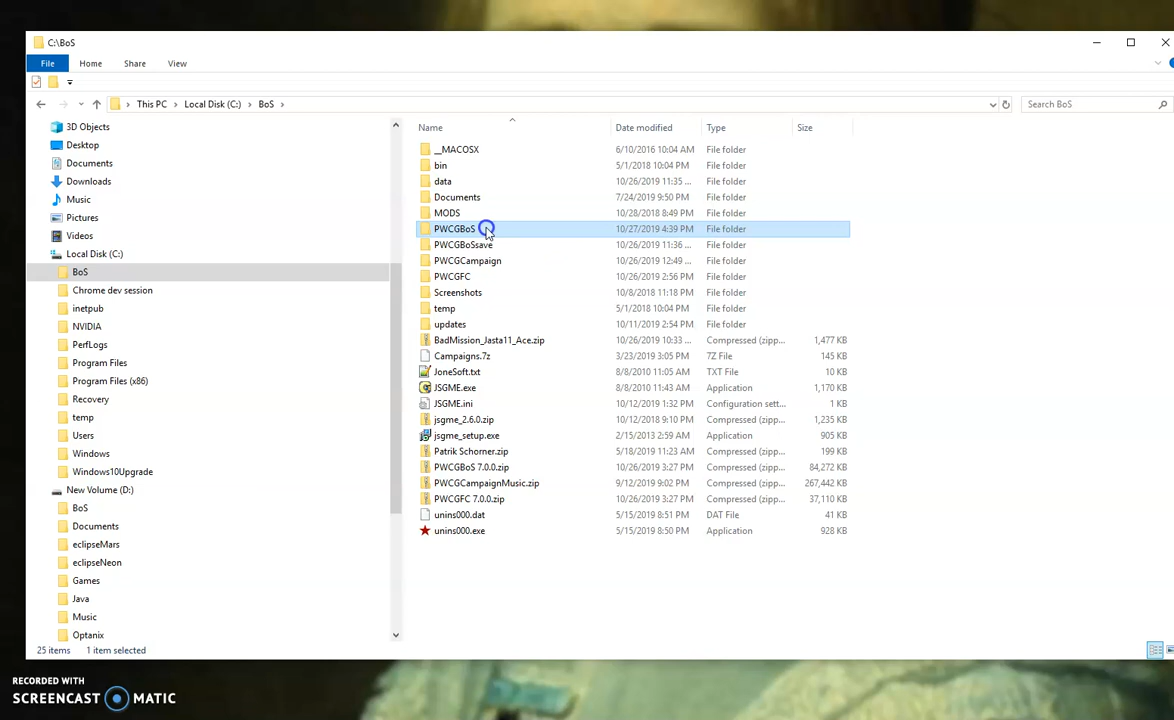 C:\BoS
File Home Share View
This PC Local Disk (C:) BoS Search BoS
3D Objects
Desktop
Documents
Downloads
Music
Pictures
Videos
Local Disk (C:)
BoS
Chrome dev session
inetpub
NVIDIA
PerfLogs
Program Files
Program Files (x86)
Recovery
temp
Users
Windows
Windows10Upgrade
New Volume (D:)
BoS
Documents
eclipseMars
eclipseNeon
Games
Java
Music
Optanix
Name Date modified Type Size
__MACOSX 6/10/2016 10:04 AM File folder
bin 5/1/2018 10:04 PM File folder
data 10/26/2019 11:35 ... File folder
Documents 7/24/2019 9:50 PM File folder
MODS 10/28/2018 8:49 PM File folder
PWCGBoS 10/27/2019 4:39 PM File folder
PWCGBoSsave 10/26/2019 11:36 ... File folder
PWCGCampaign 10/26/2019 12:49 ... File folder
PWCGFC 10/26/2019 2:56 PM File folder
Screenshots 10/8/2018 11:18 PM File folder
temp 5/1/2018 10:04 PM File folder
updates 10/11/2019 2:54 PM File folder
BadMission_Jasta11_Ace.zip 10/26/2019 10:33 ... Compressed (zipp... 1,477 KB
Campaigns.7z 3/23/2019 3:05 PM 7Z File 145 KB
JoneSoft.txt 8/8/2010 11:05 AM TXT File 10 KB
JSGME.exe 8/8/2010 11:43 AM Application 1,170 KB
JSGME.ini 10/12/2019 1:32 PM Configuration sett... 1 KB
jsgme_2.6.0.zip 10/12/2018 9:10 PM Compressed (zipp... 1,235 KB
jsgme_setup.exe 2/15/2013 2:59 AM Application 905 KB
Patrik Schorner.zip 5/18/2019 11:23 AM Compressed (zipp... 199 KB
PWCGBoS 7.0.0.zip 10/26/2019 3:27 PM Compressed (zipp... 84,272 KB
PWCGCampaignMusic.zip 9/12/2019 9:02 PM Compressed (zipp... 267,442 KB
PWCGFC 7.0.0.zip 10/26/2019 3:27 PM Compressed (zipp... 37,110 KB
unins000.dat 5/15/2019 8:51 PM DAT File 41 KB
unins000.exe 5/15/2019 8:50 PM Application 928 KB
25 items 1 item selected
RECORDED WITH
SCREENCAST MATIC